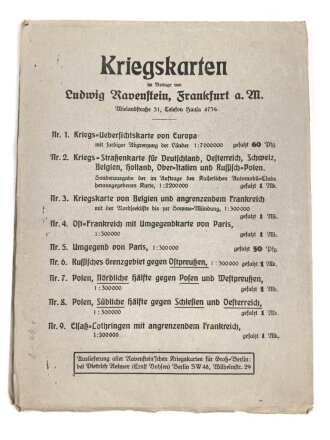 Kriegskarten
im Verlage von
Ludwig Ravenstein, Frankfurt a. M.
Wielandstraße 31, Telefon Hansa 4736.
Nr. 1. Kriegs-Uebersichtskarte von Europa
mit farbiger Abgrenzung der Länder 1:7000000 gefalzt 60 Pfg.
Nr. 2. Kriegs-Straßenkarte für Deutschland, Oesterreich, Schweiz,
Belgien, Holland, Ober-Italien und Russisch-Polen.
Sonderausgabe der im Auftrage des Kaiserlichen Automobil-Clubs
herausgegebenen Karte, 1:2200000 gefalzt 1 Mk.
Nr. 3. Kriegskarte von Belgien und angrenzendem Frankreich
mit der Nordseeküste bis zur Somme-Mündung, 1:300000 gefalzt 1 Mk.
Nr. 4. Ost-Frankreich mit Umgegendkarte von Paris,
1:300000 gefalzt 1 Mk.
Nr. 5. Umgegend von Paris, 1:300000 gefalzt 50 Pfg.
Nr. 6. Russisches Grenzgebiet gegen Ostpreußen,
1:300000 gefalzt 1 Mk.
Nr. 7. Polen, Nördliche Hälfte gegen Posen und Westpreußen,
1:300000 gefalzt 1 Mk.
Nr. 8. Polen, Südliche Hälfte gegen Schlesien und Oesterreich,
1:300000 gefalzt 1 Mk.
Nr. 9. Elsaß-Lothringen mit angrenzendem Frankreich,
1:300000 gefalzt 1 Mk.
Auslieferung aller Ravenstein'schen Kriegskarten für Groß-Berlin:
bei Dietrich Reimer (Ernst Vohsen) Berlin SW 48, Wilhelmstr. 29